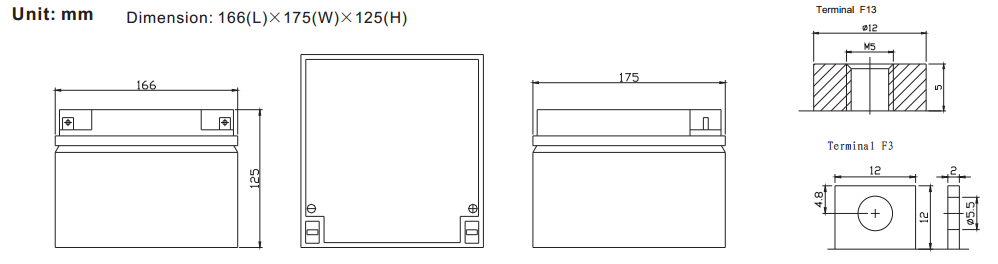 Unit: mm
Dimension: 166(L)×175(W)×125(H)
166
125
175
Terminal F13
ø12
M5
5
Terminal F3
12
2
4.8
12
ø5.5